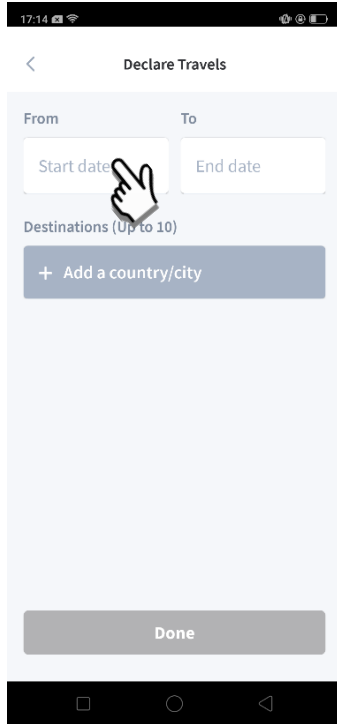 17:14
Declare Travels
From To
Start date End date
Destinations (Up to 10)
+ Add a country/city
Done